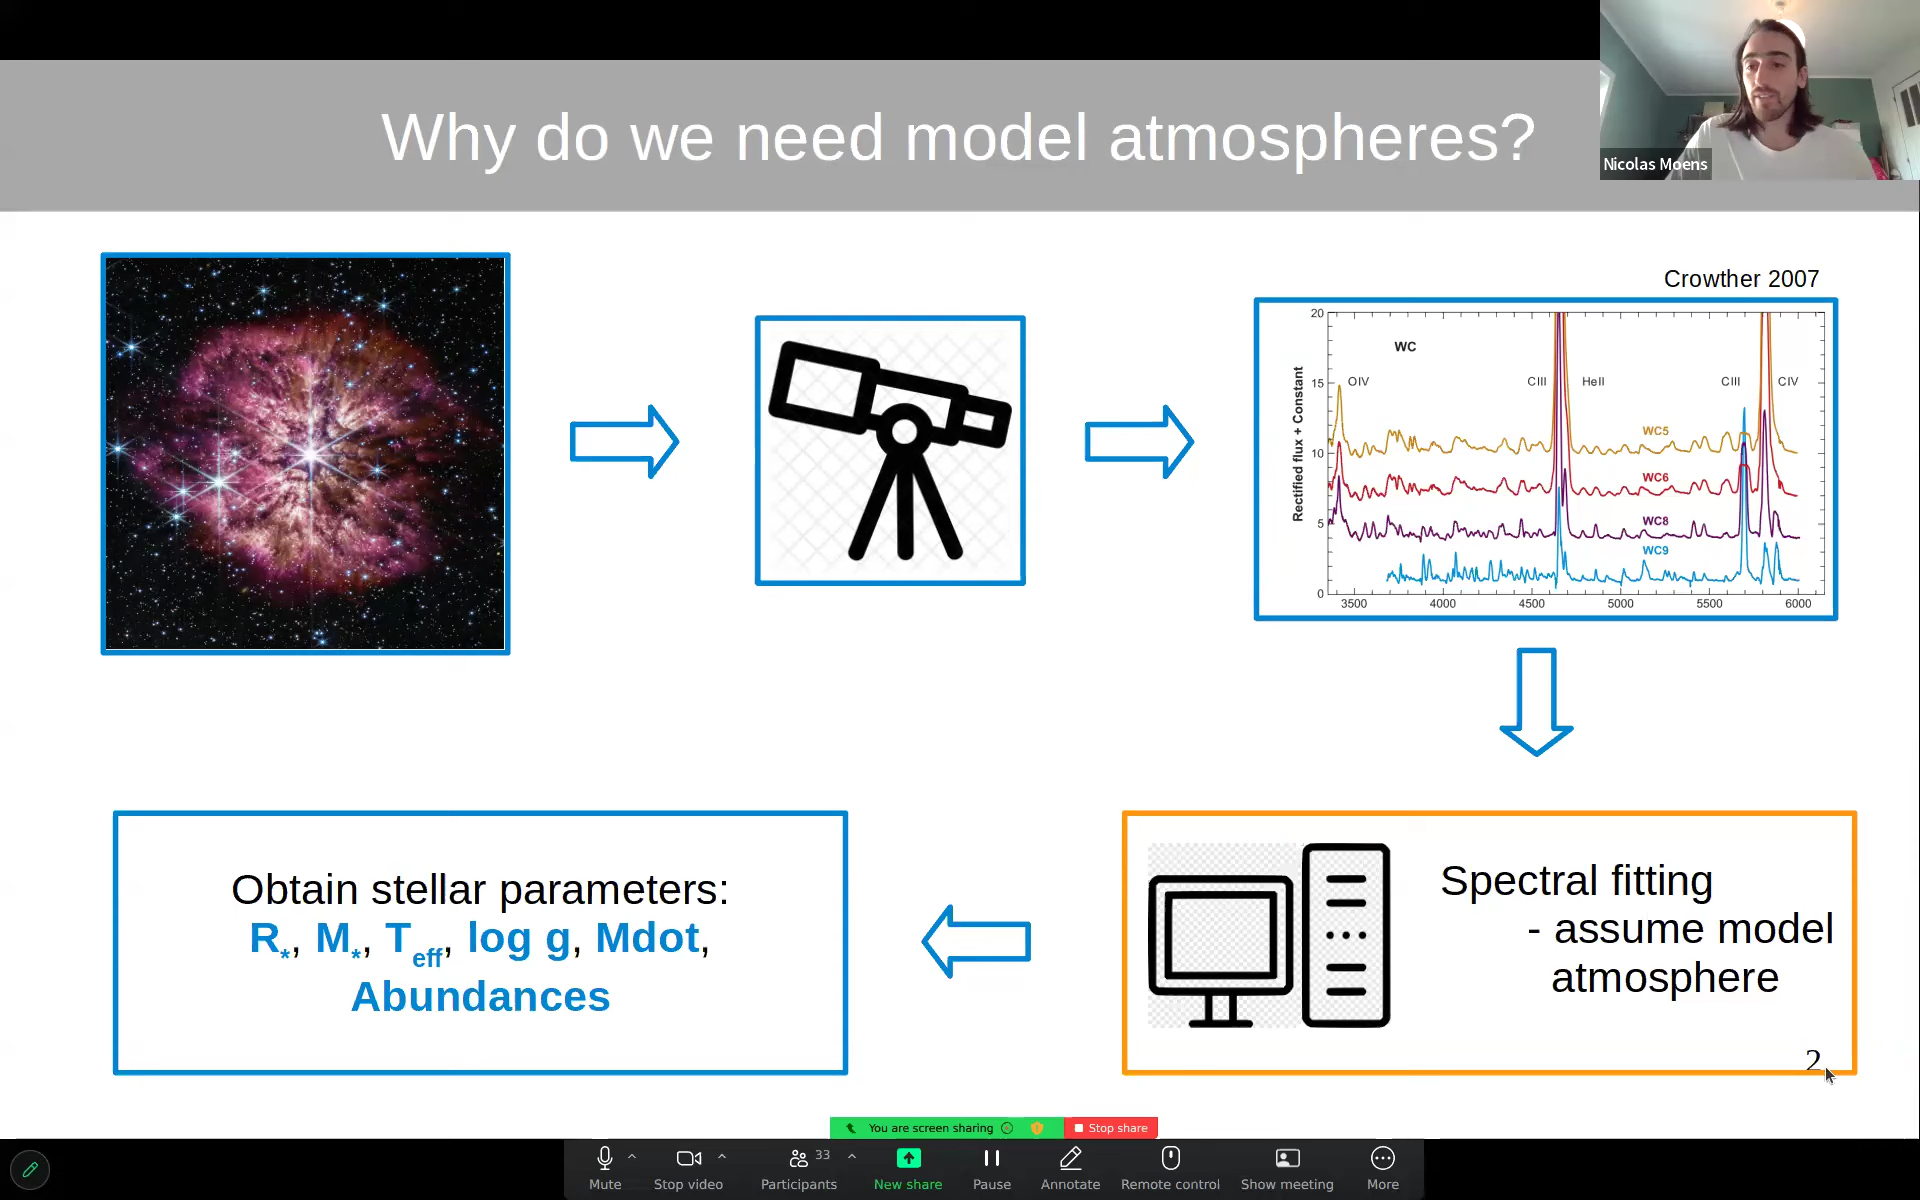 Why do we need model atmospheres?
Nicolas Moens
Crowther 2007
20
15
10
5
0
Rectified flux + Constant
WC
OIV
CIII
HeII
CIII
CIV
WC5
WC6
WC8
WC9
3500
4000
4500
5000
5500
6000
Obtain stellar parameters:
R*, M*, Teff, log g, Mdot,
Abundances
Spectral fitting
- assume model
atmosphere
2
You are screen sharing
Stop share
33
Mute
Stop video
Participants
New share
Pause
Annotate
Remote control
Show meeting
More